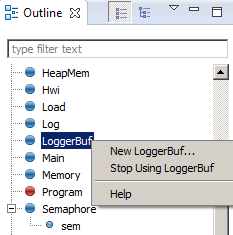 Outline
type filter text
HeapMem
Hwi
Load
Log
LoggerBuf
Main
Memory
Program
Semaphore
sem
New LoggerBuf...
Stop Using LoggerBuf
Help